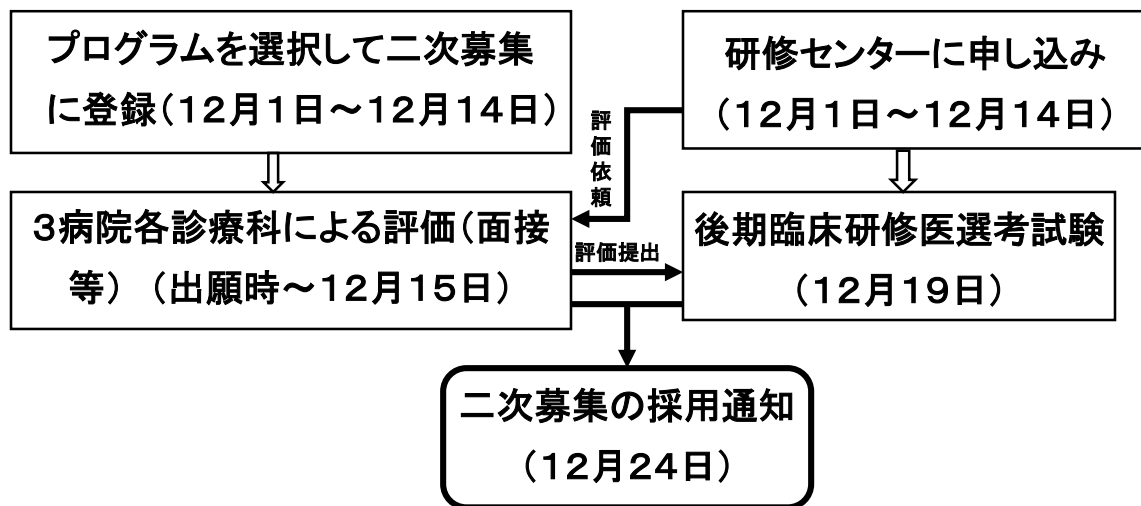 プログラムを選択して二次募集
に登録（１２月１日～１２月１４日）
研修センターに申し込み
（１２月１日～１２月１４日）
評価依頼
３病院各診療科による評価（面接
等）　（出願時～１２月１５日）
評価提出
後期臨床研修医選考試験
（１２月１９日）
二次募集の採用通知
（１２月２４日）